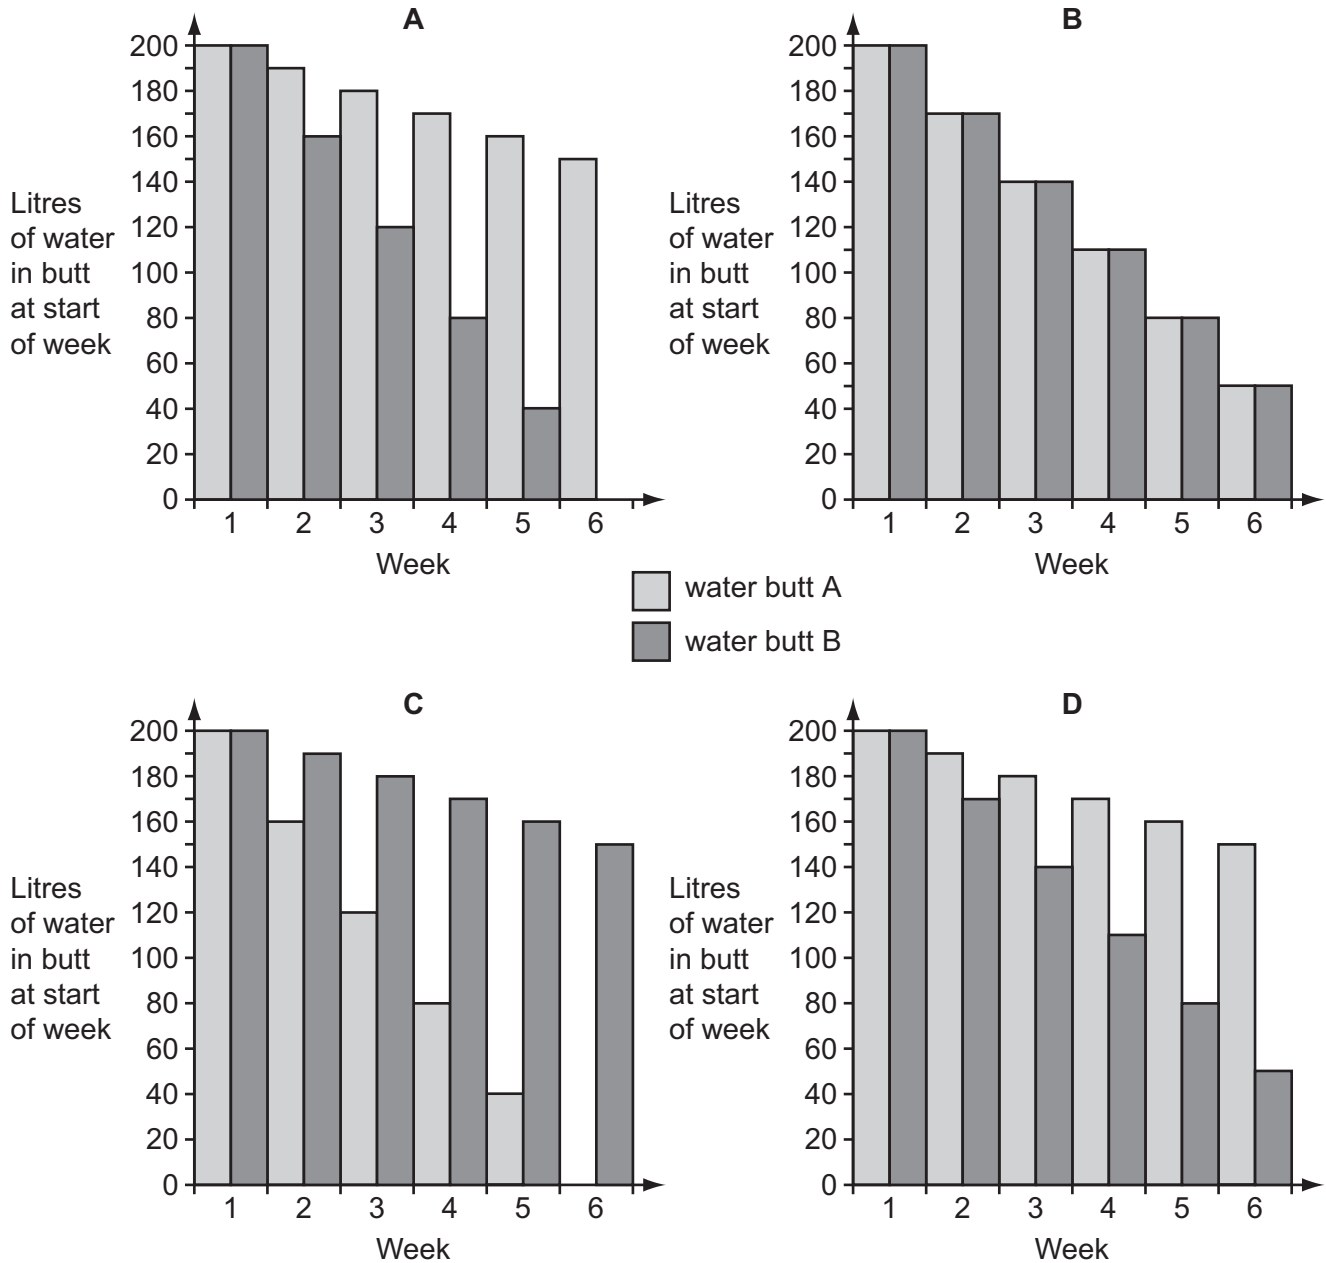 A
200
180
160
140
120
100
80
60
40
20
0
Litres
of water
in butt
at start
of week
1 2 3 4 5 6
Week
B
200
180
160
140
120
100
80
60
40
20
0
Litres
of water
in butt
at start
of week
1 2 3 4 5 6
Week
water butt A
water butt B
C
200
180
160
140
120
100
80
60
40
20
0
Litres
of water
in butt
at start
of week
1 2 3 4 5 6
Week
D
200
180
160
140
120
100
80
60
40
20
0
Litres
of water
in butt
at start
of week
1 2 3 4 5 6
Week